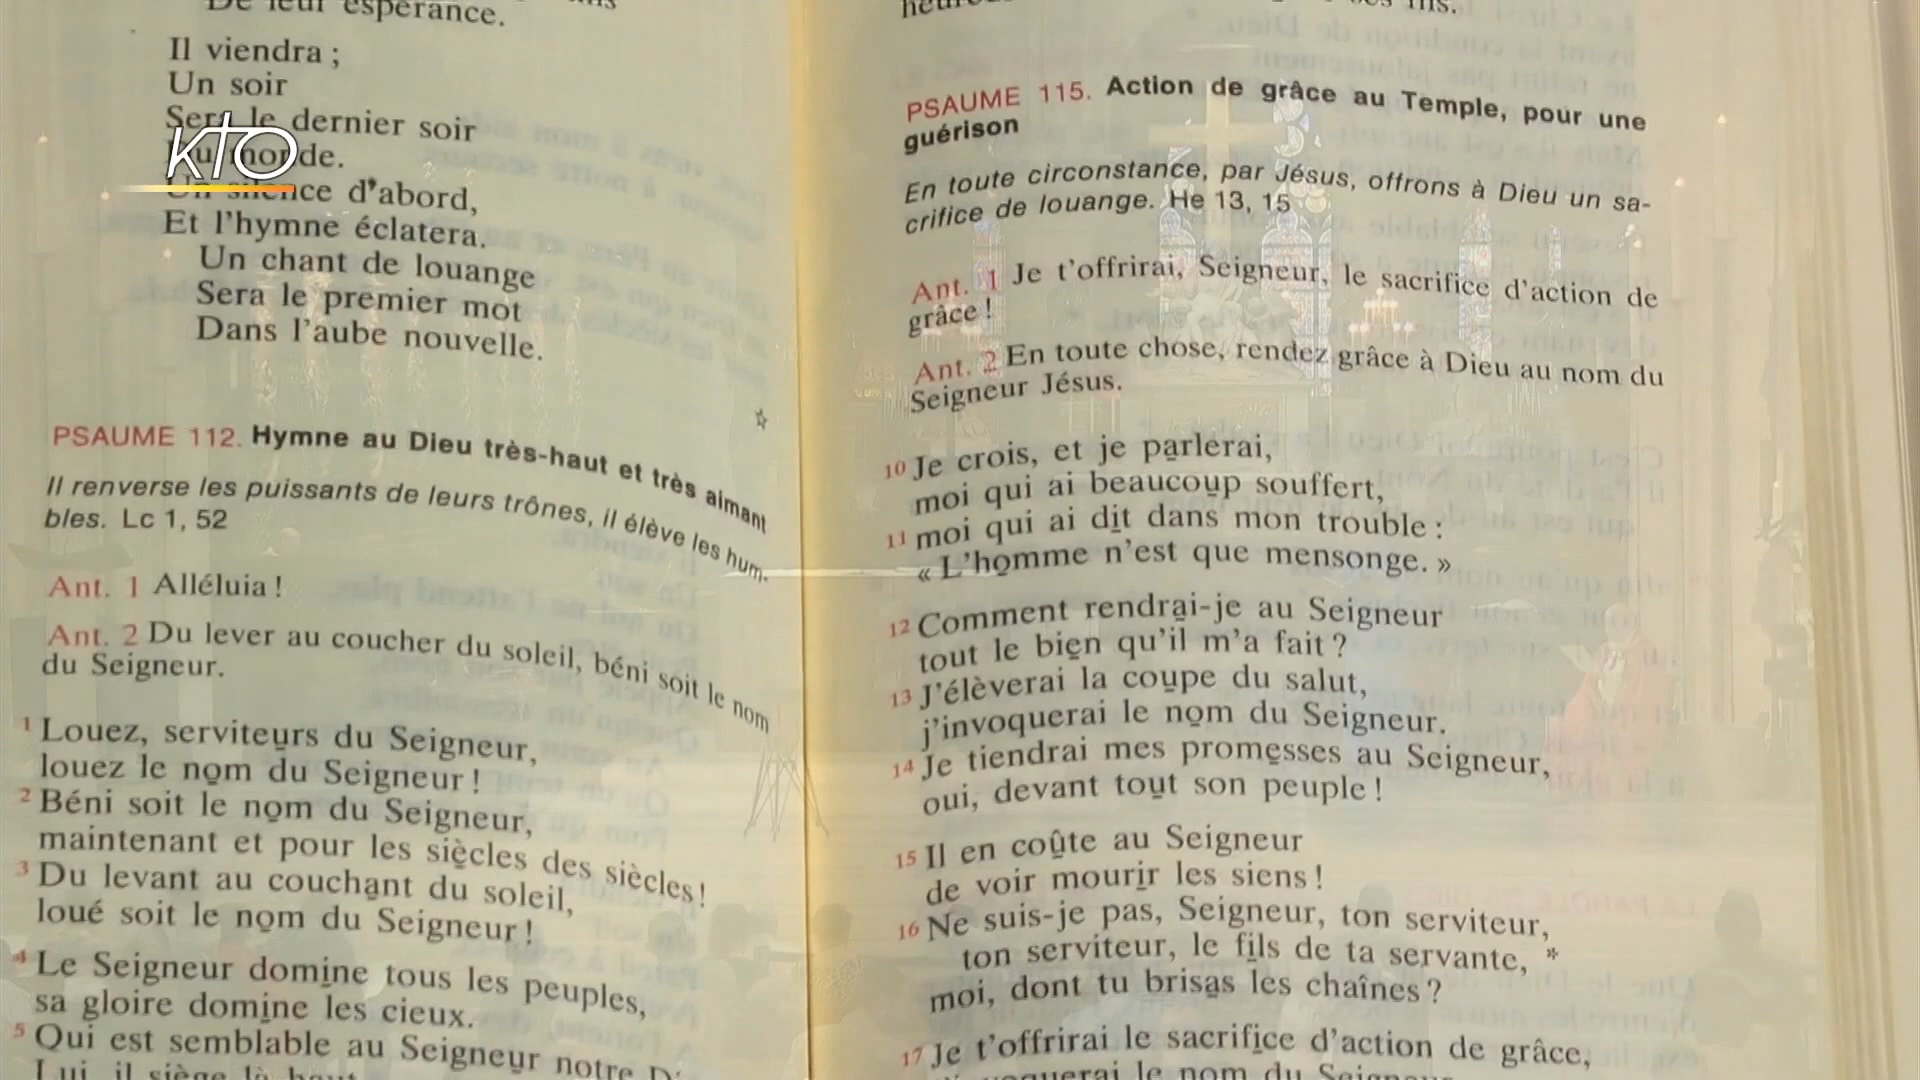 De leur espérance.
Il viendra ;
Un soir
Sera le dernier soir
Du monde.
Un silence d'abord,
Et l'hymne éclatera.
Un chant de louange
Sera le premier mot
Dans l'aube nouvelle.
KTO
PSAUME 112. Hymne au Dieu très-haut et très aimant
Il renverse les puissants de leurs trônes, il élève les hum-
bles. Lc 1, 52
Ant. 1 Alléluia !
Ant. 2 Du lever au coucher du soleil, béni soit le nom
du Seigneur.
1 Louez, serviteurs du Seigneur,
louez le nom du Seigneur !
2 Béni soit le nom du Seigneur,
maintenant et pour les siècles des siècles !
3 Du levant au couchant du soleil,
loué soit le nom du Seigneur !
4 Le Seigneur domine tous les peuples,
sa gloire domine les cieux.
5 Qui est semblable au Seigneur notre
Lui, il siège là-haut
PSAUME 115. Action de grâce au Temple, pour une
guérison
En toute circonstance, par Jésus, offrons à Dieu un sa-
crifice de louange. He 13, 15
Ant. 1 Je t'offrirai, Seigneur, le sacrifice d'action de
grâce !
Ant. 2 En toute chose, rendez grâce à Dieu au nom du
Seigneur Jésus.
10 Je crois, et je parlerai,
moi qui ai beaucoup souffert,
11 moi qui ai dit dans mon trouble :
« L'homme n'est que mensonge. »
12 Comment rendrai-je au Seigneur
tout le bien qu'il m'a fait ?
13 J'élèverai la coupe du salut,
j'invoquerai le nom du Seigneur.
14 Je tiendrai mes promesses au Seigneur,
oui, devant tout son peuple !
15 Il en coûte au Seigneur
de voir mourir les siens !
16 Ne suis-je pas, Seigneur, ton serviteur,
ton serviteur, le fils de ta servante, *
moi, dont tu brisas les chaînes ?
17 Je t'offrirai le sacrifice d'action de grâce,
j'invoquerai le nom du Seigneur